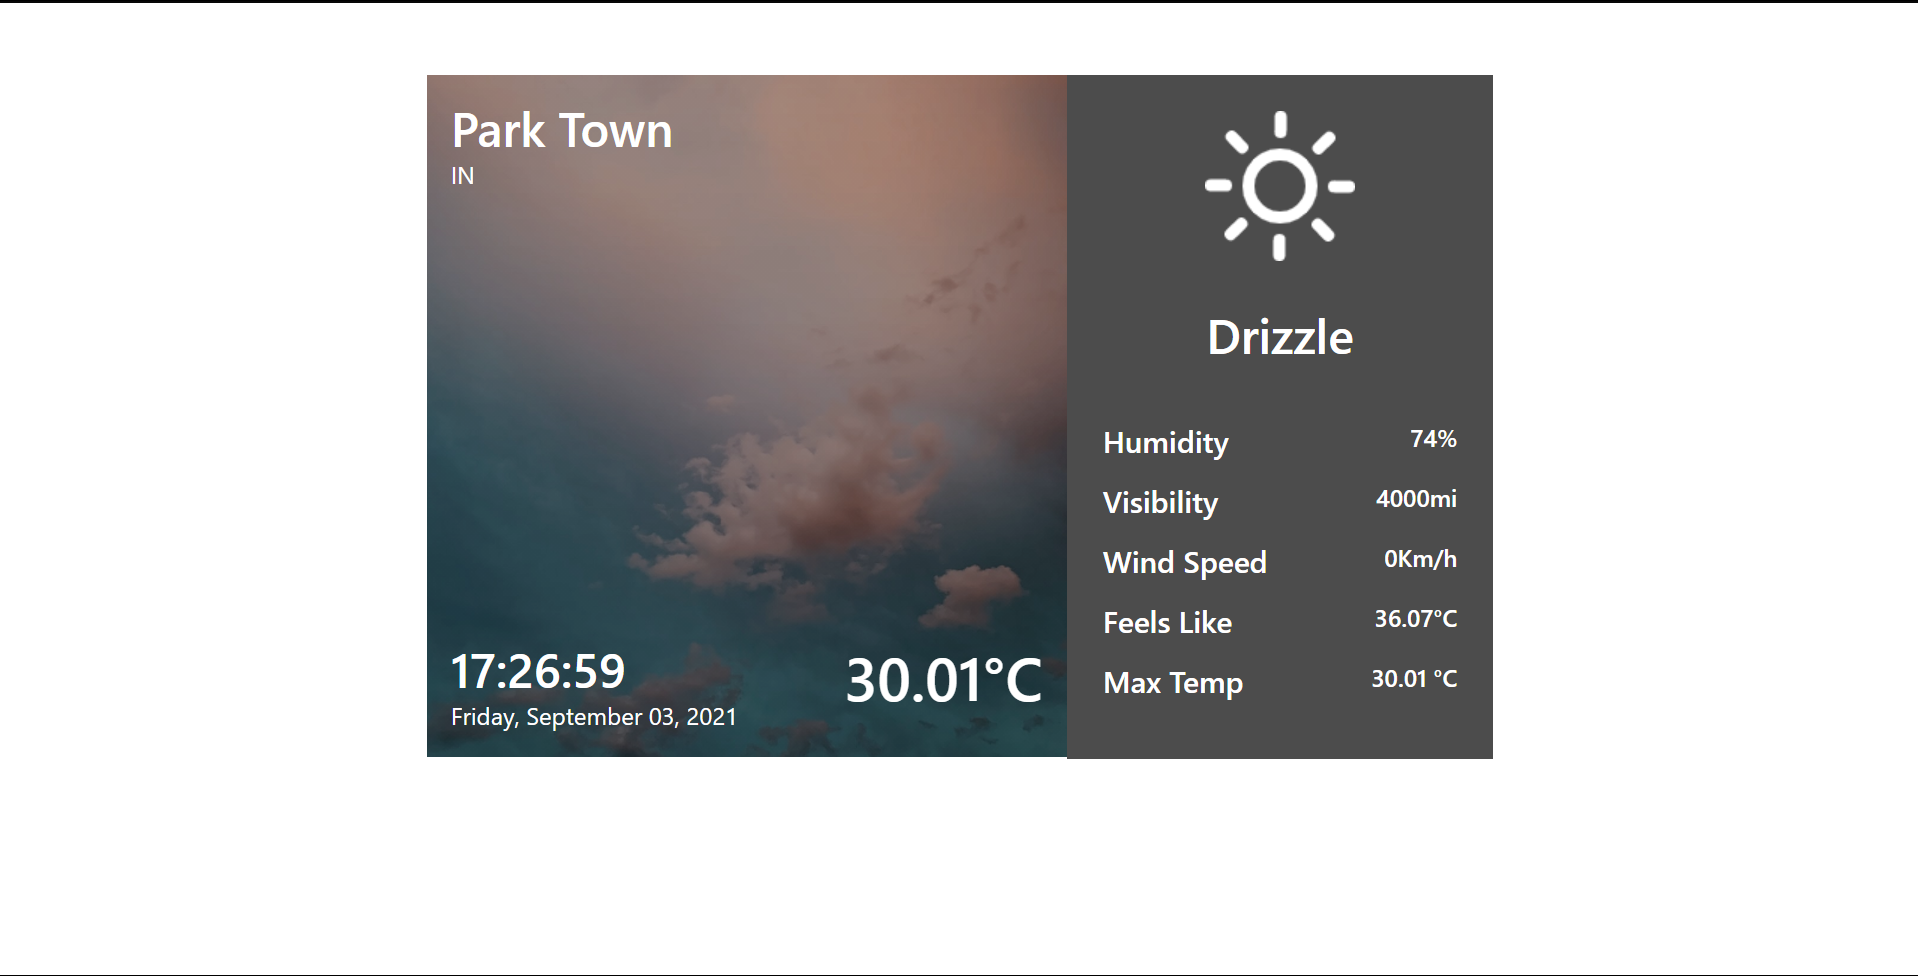 Park Town
IN
17:26:59
Friday, September 03, 2021
30.01°C
Drizzle
Humidity 74%
Visibility 4000mi
Wind Speed 0Km/h
Feels Like 36.07°C
Max Temp 30.01 °C